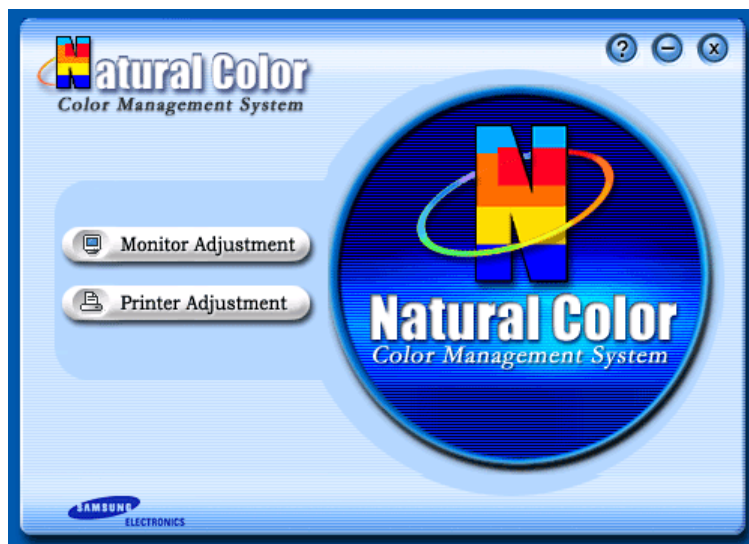 Natural Color
Color Management System
? − x
Monitor Adjustment
Printer Adjustment
N
Natural Color
Color Management System
SAMSUNG
ELECTRONICS